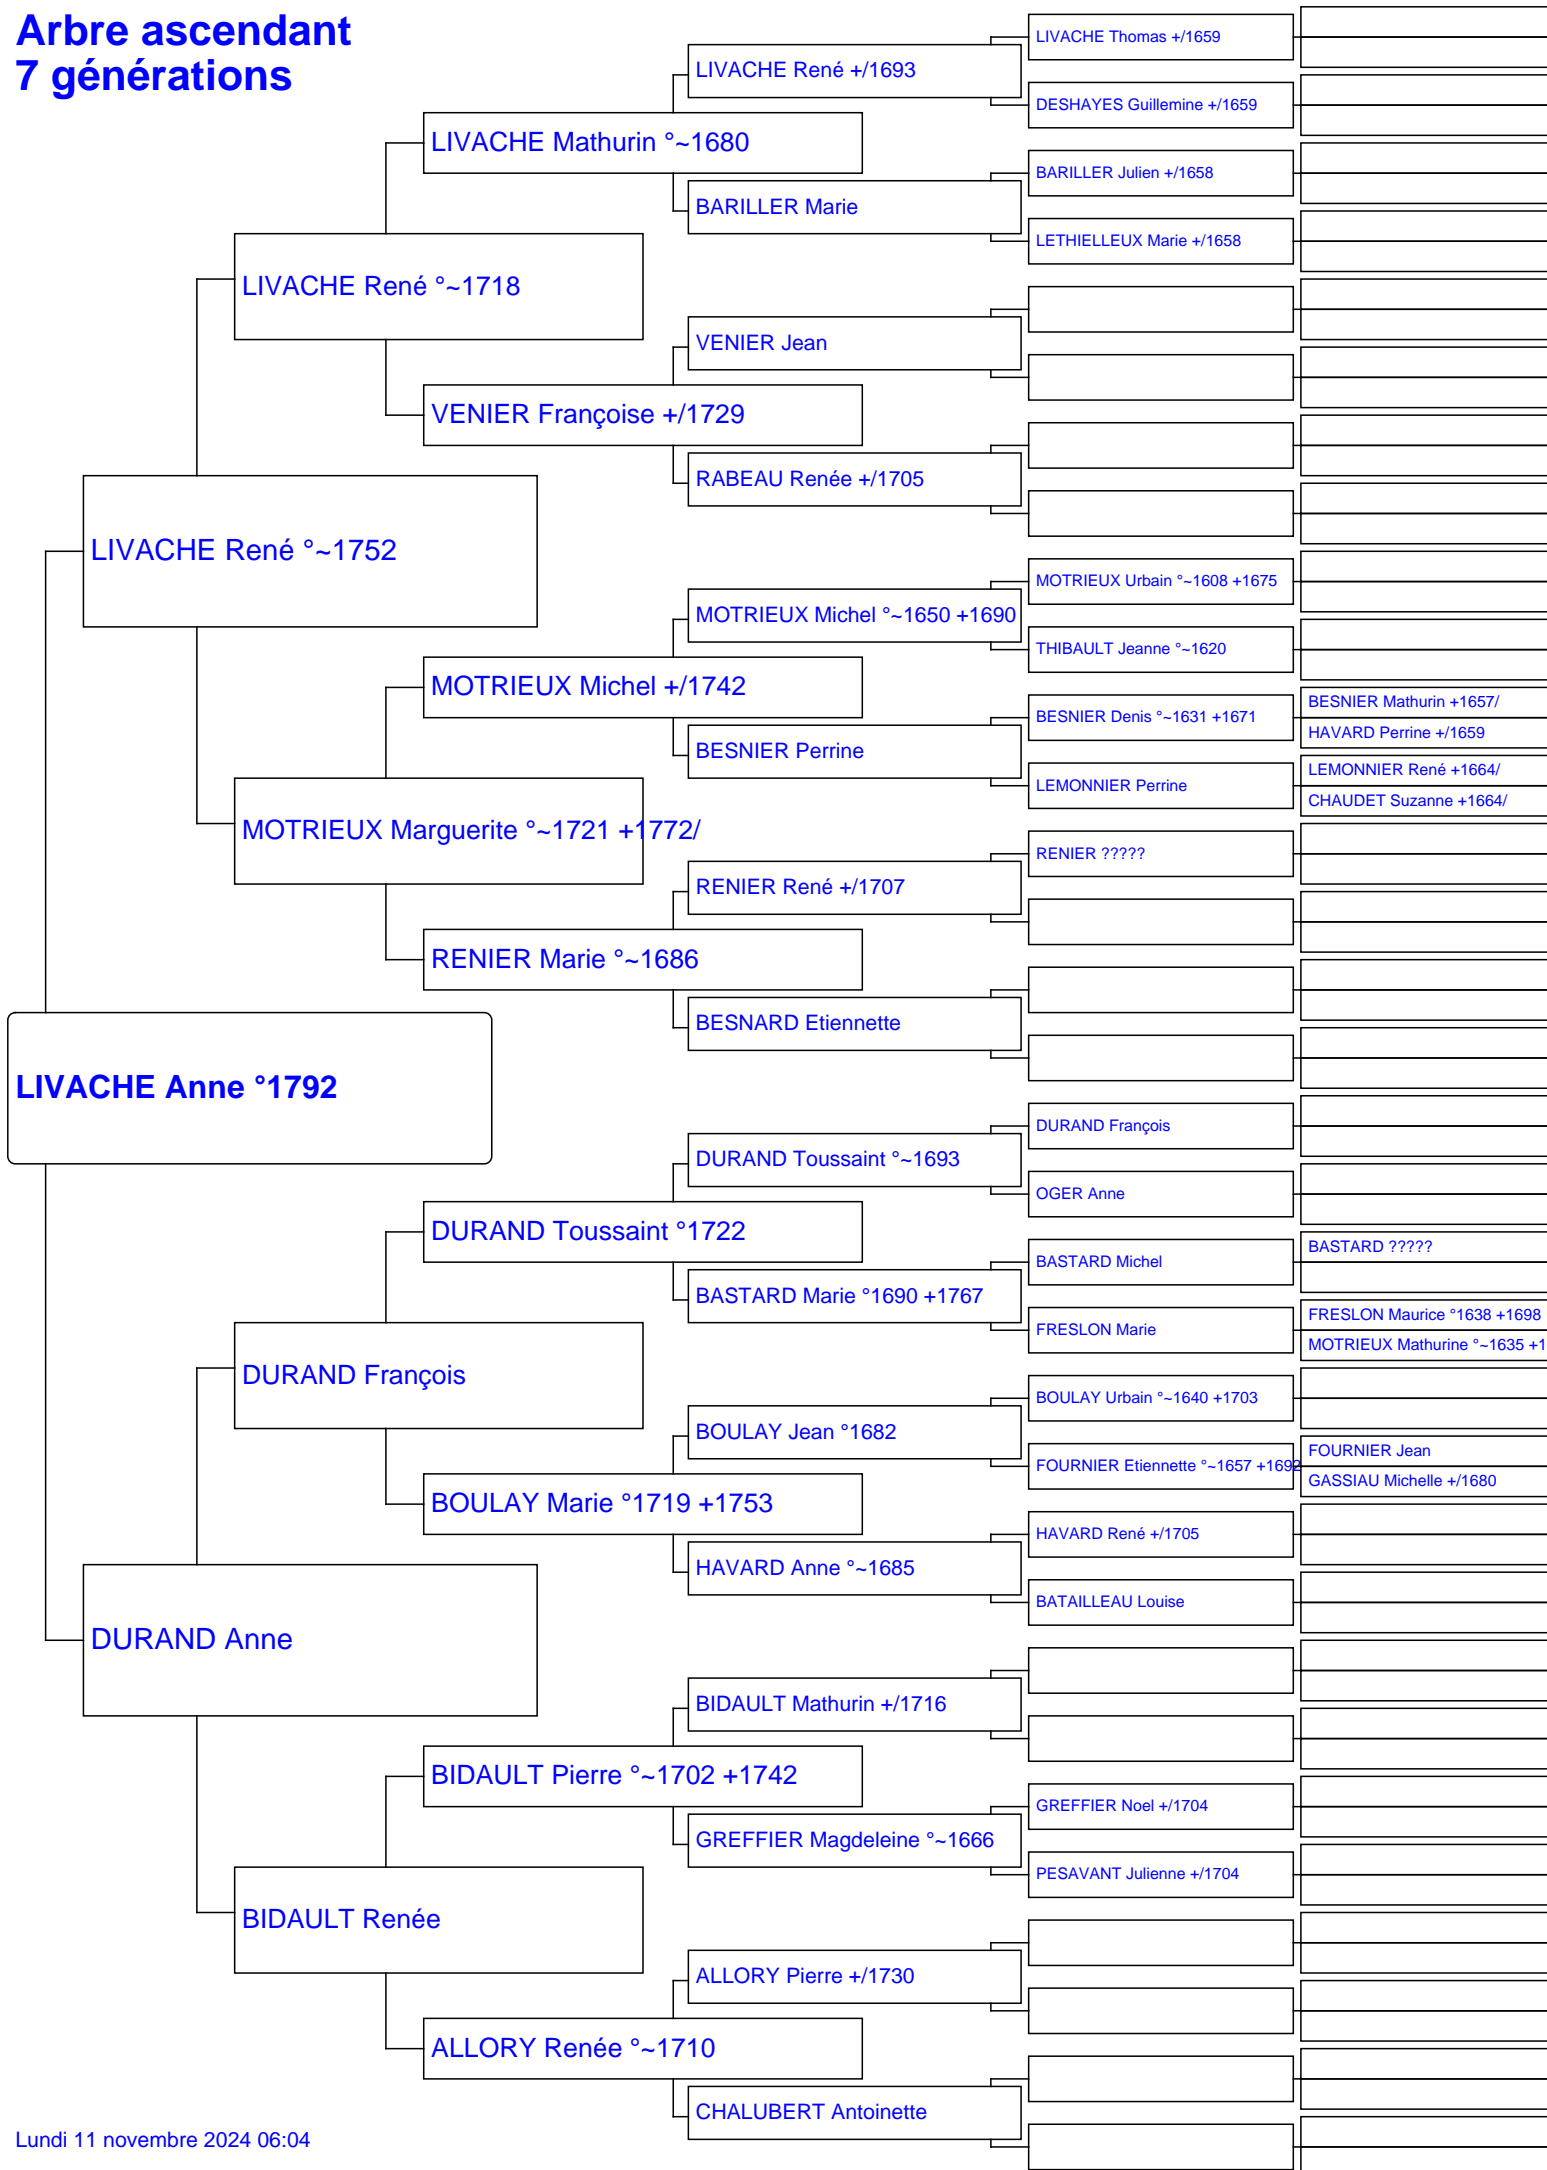 Arbre ascendant
7 générations
LIVACHE Thomas +/1659
LIVACHE René +/1693
DESHAYES Guillemine +/1659
LIVACHE Mathurin °~1680
BARILLER Julien +/1658
BARILLER Marie
LETHIELLEUX Marie +/1658
LIVACHE René °~1718
VENIER Jean
VENIER Françoise +/1729
RABEAU Renée +/1705
LIVACHE René °~1752
MOTRIEUX Urbain °~1608 +1675
MOTRIEUX Michel °~1650 +1690
THIBAULT Jeanne °~1620
MOTRIEUX Michel +/1742
BESNIER Mathurin +1657/
BESNIER Denis °~1631 +1671
HAVARD Perrine +/1659
BESNIER Perrine
LEMONNIER René +1664/
LEMONNIER Perrine
CHAUDET Suzanne +1664/
MOTRIEUX Marguerite °~1721 +1772/
RENIER ?????
RENIER René +/1707
RENIER Marie °~1686
BESNARD Etiennette
LIVACHE Anne °1792
DURAND François
DURAND Toussaint °~1693
OGER Anne
DURAND Toussaint °1722
BASTARD ?????
BASTARD Michel
BASTARD Marie °1690 +1767
FRESLON Maurice °1638 +1698
FRESLON Marie
MOTRIEUX Mathurine °~1635 +1
DURAND François
BOULAY Urbain °~1640 +1703
BOULAY Jean °1682
FOURNIER Jean
FOURNIER Etiennette °~1657 +1692
GASSIAU Michelle +/1680
BOULAY Marie °1719 +1753
HAVARD René +/1705
HAVARD Anne °~1685
BATAILLEAU Louise
DURAND Anne
BIDAULT Mathurin +/1716
BIDAULT Pierre °~1702 +1742
GREFFIER Noel +/1704
GREFFIER Magdeleine °~1666
PESAVANT Julienne +/1704
BIDAULT Renée
ALLORY Pierre +/1730
ALLORY Renée °~1710
CHALUBERT Antoinette
Lundi 11 novembre 2024 06:04